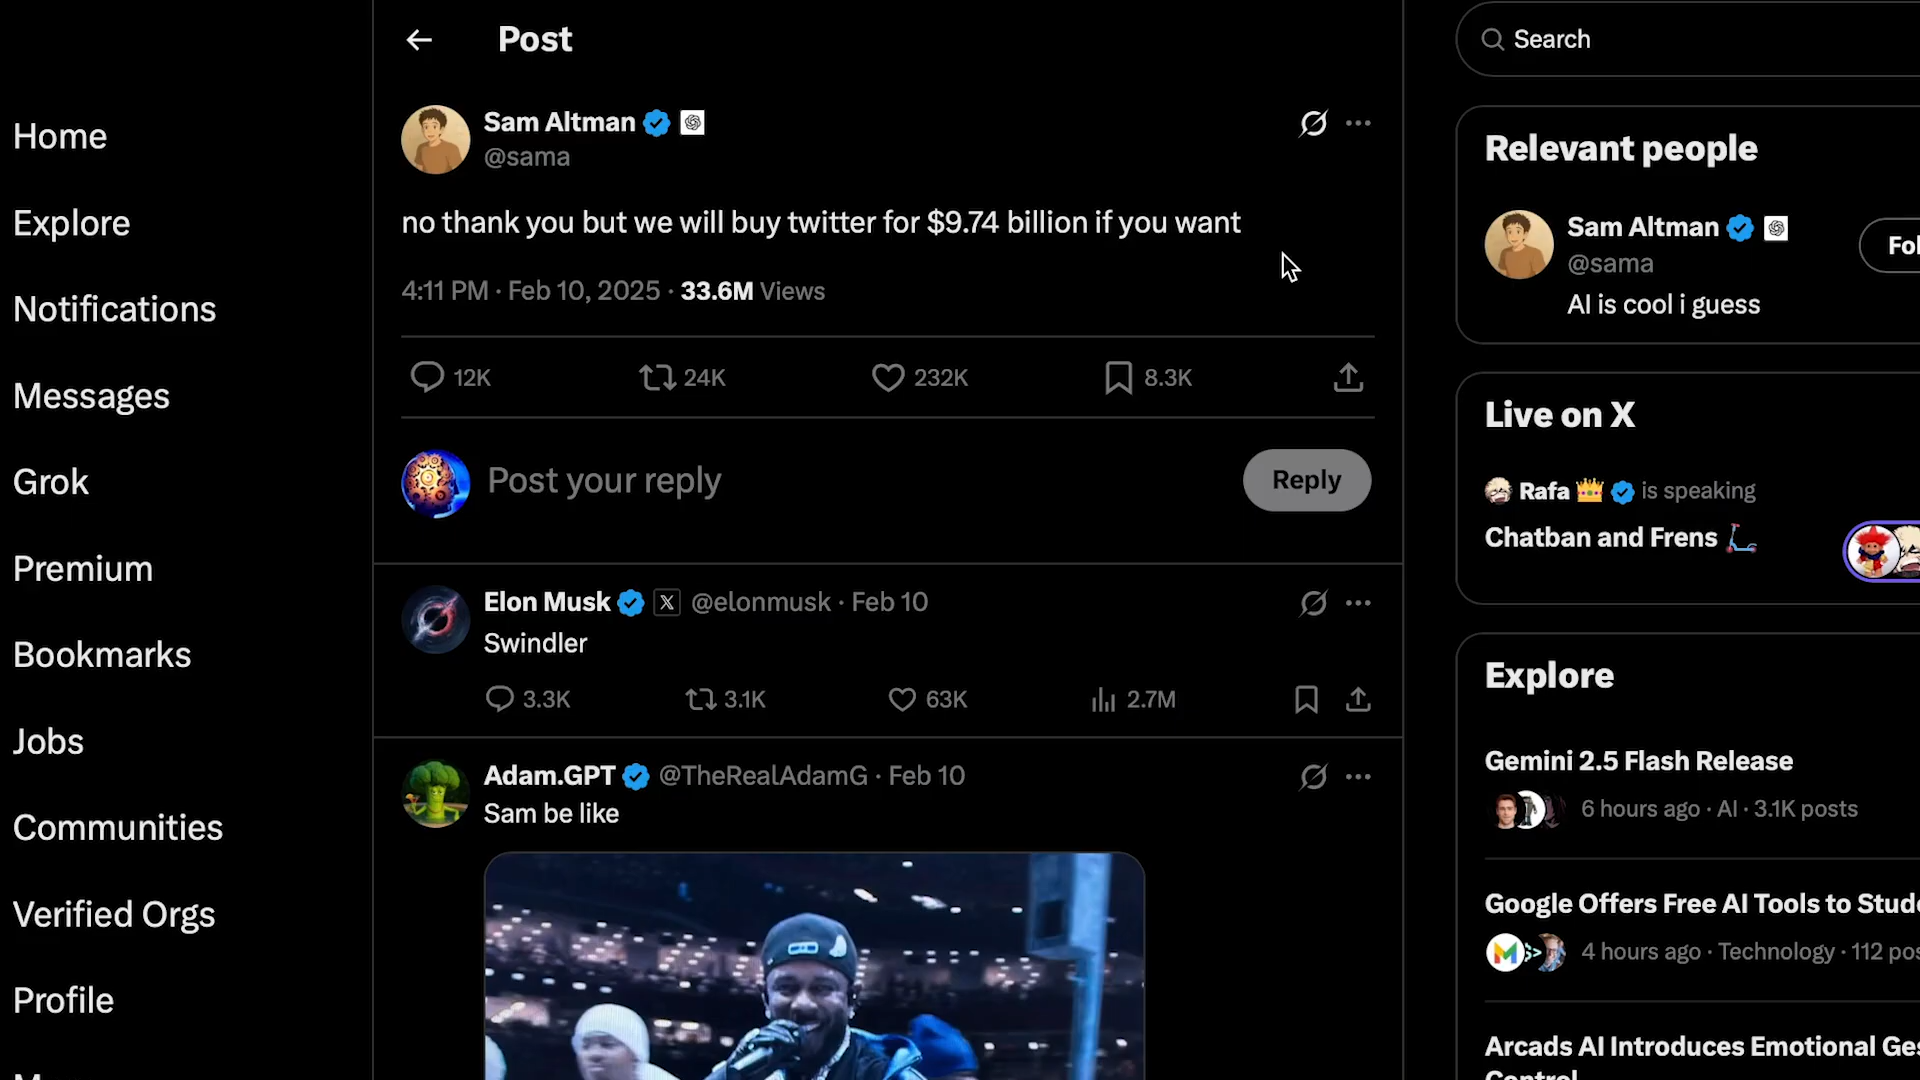 Home
Explore
Notifications
Messages
Grok
Premium
Bookmarks
Jobs
Communities
Verified Orgs
Profile
Post
Sam Altman
@sama
no thank you but we will buy twitter for $9.74 billion if you want
4:11 PM · Feb 10, 2025 · 33.6M Views
12K 24K 232K 8.3K
Post your reply
Reply
Elon Musk @elonmusk · Feb 10
Swindler
3.3K 3.1K 63K 2.7M
Adam.GPT @TheRealAdamG · Feb 10
Sam be like
Search
Relevant people
Sam Altman
@sama
Fol
AI is cool i guess
Live on X
Rafa is speaking
Chatban and Frens
Explore
Gemini 2.5 Flash Release
6 hours ago · AI · 3.1K posts
Google Offers Free AI Tools to Stude
4 hours ago · Technology · 112 pos
Arcads AI Introduces Emotional Ges